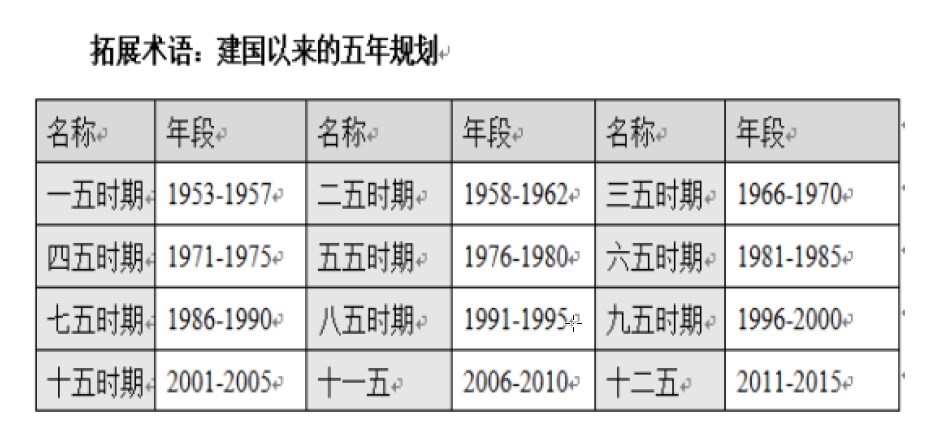 拓展术语：建国以来的五年规划
名称 年段 名称 年段 名称 年段
一五时期 1953-1957 二五时期 1958-1962 三五时期 1966-1970
四五时期 1971-1975 五五时期 1976-1980 六五时期 1981-1985
七五时期 1986-1990 八五时期 1991-1995 九五时期 1996-2000
十五时期 2001-2005 十一五 2006-2010 十二五 2011-2015